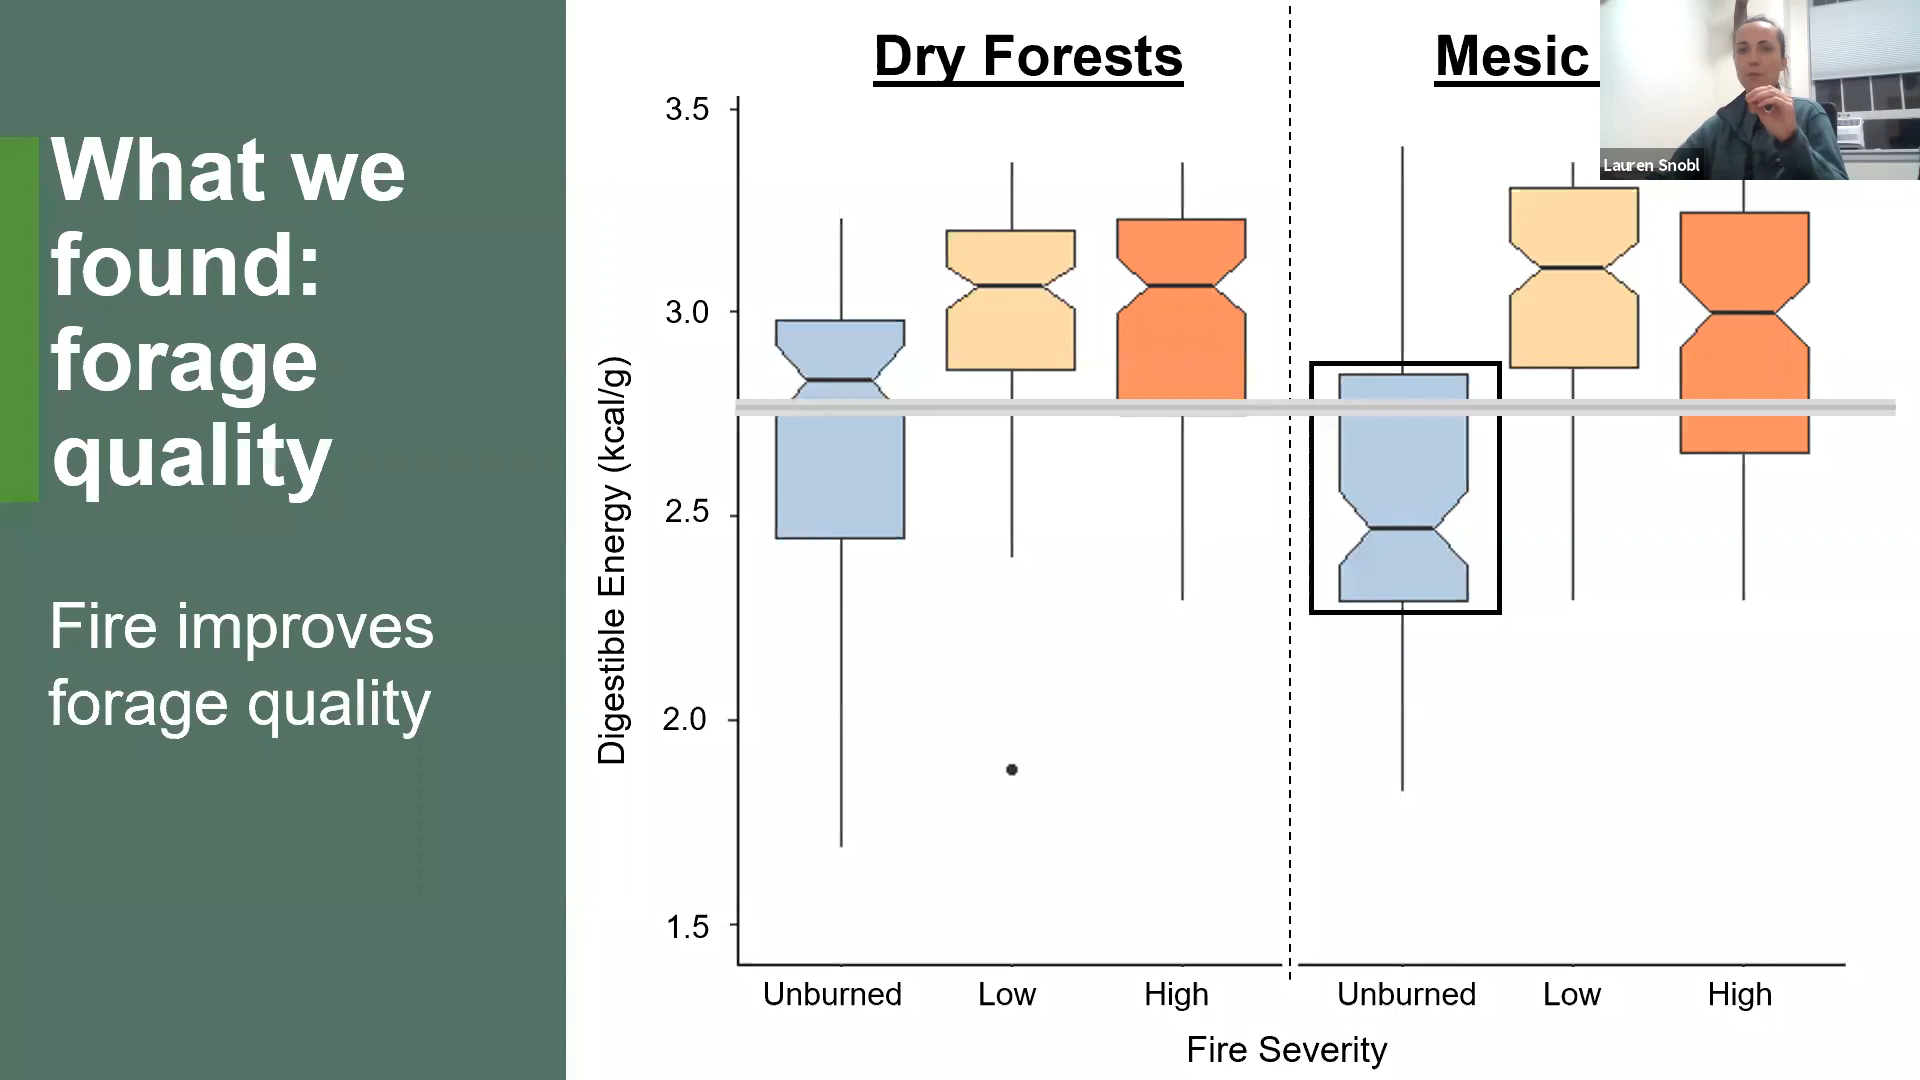 What we
found:
forage
quality
Fire improves
forage quality
Dry Forests
Mesic
Lauren Snobl
Digestible Energy (kcal/g)
3.5
3.0
2.5
2.0
1.5
Unburned Low High
Unburned Low High
Fire Severity